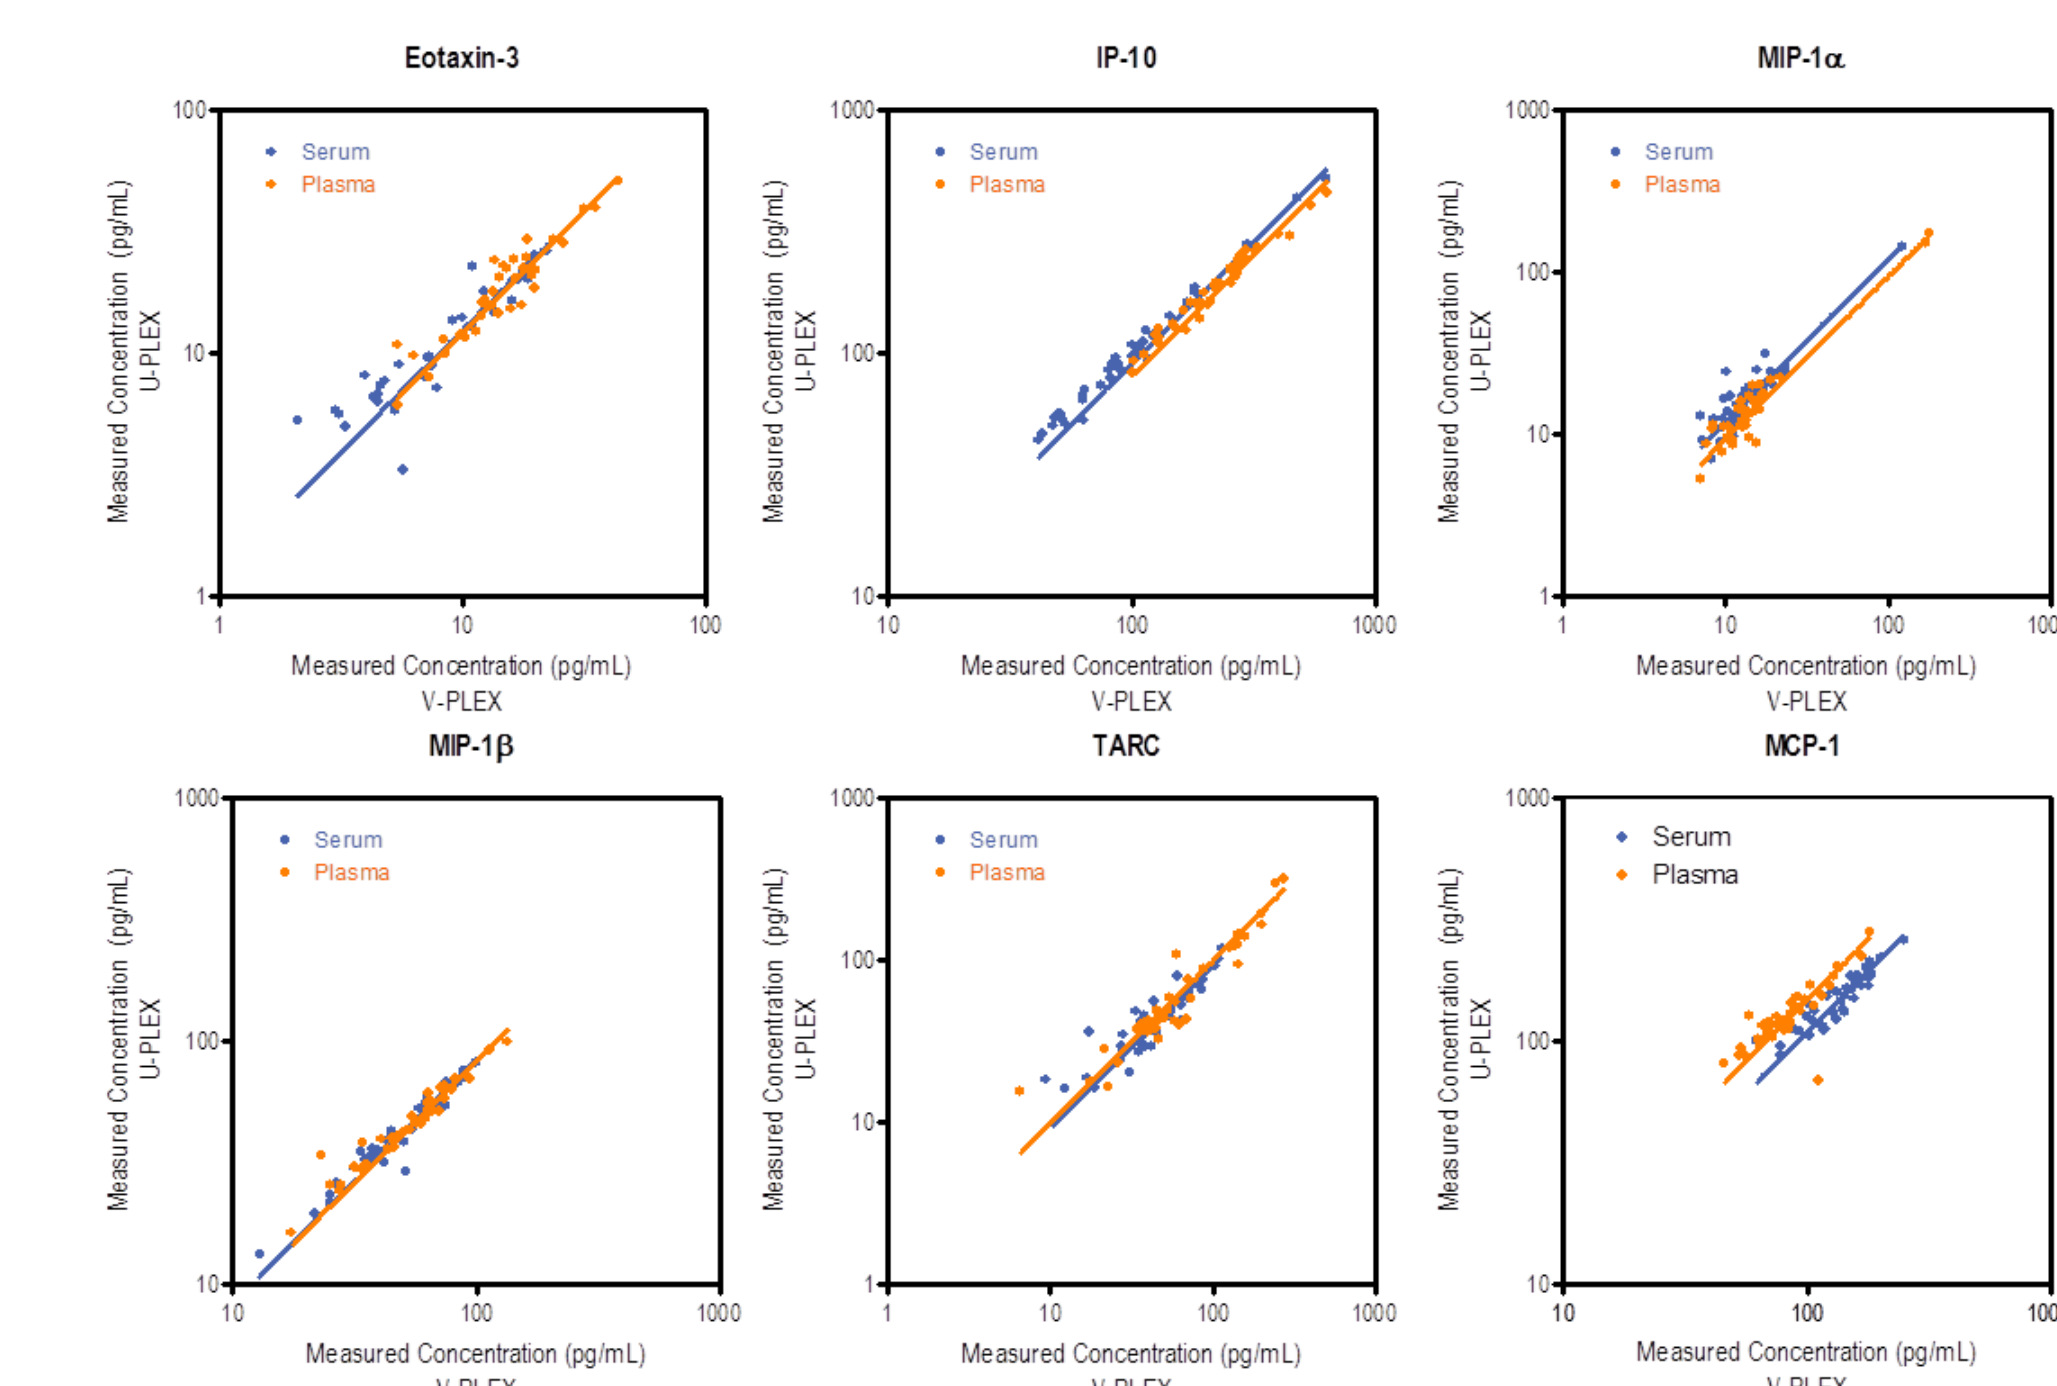 Eotaxin-3
100
10
1
Serum
Plasma
Measured Concentration (pg/mL)
U-PLEX
1 10 100
Measured Concentration (pg/mL)
V-PLEX
IP-10
1000
100
10
Serum
Plasma
Measured Concentration (pg/mL)
U-PLEX
10 100 1000
Measured Concentration (pg/mL)
V-PLEX
MIP-1α
1000
100
10
1
Serum
Plasma
Measured Concentration (pg/mL)
U-PLEX
1 10 100 100
Measured Concentration (pg/mL)
V-PLEX
MIP-1β
1000
100
10
Serum
Plasma
Measured Concentration (pg/mL)
U-PLEX
10 100 1000
Measured Concentration (pg/mL)
V-PLEX
TARC
1000
100
10
1
Serum
Plasma
Measured Concentration (pg/mL)
U-PLEX
1 10 100 1000
Measured Concentration (pg/mL)
V-PLEX
MCP-1
1000
100
10
Serum
Plasma
Measured Concentration (pg/mL)
U-PLEX
10 100 100
Measured Concentration (pg/mL)
V-PLEX